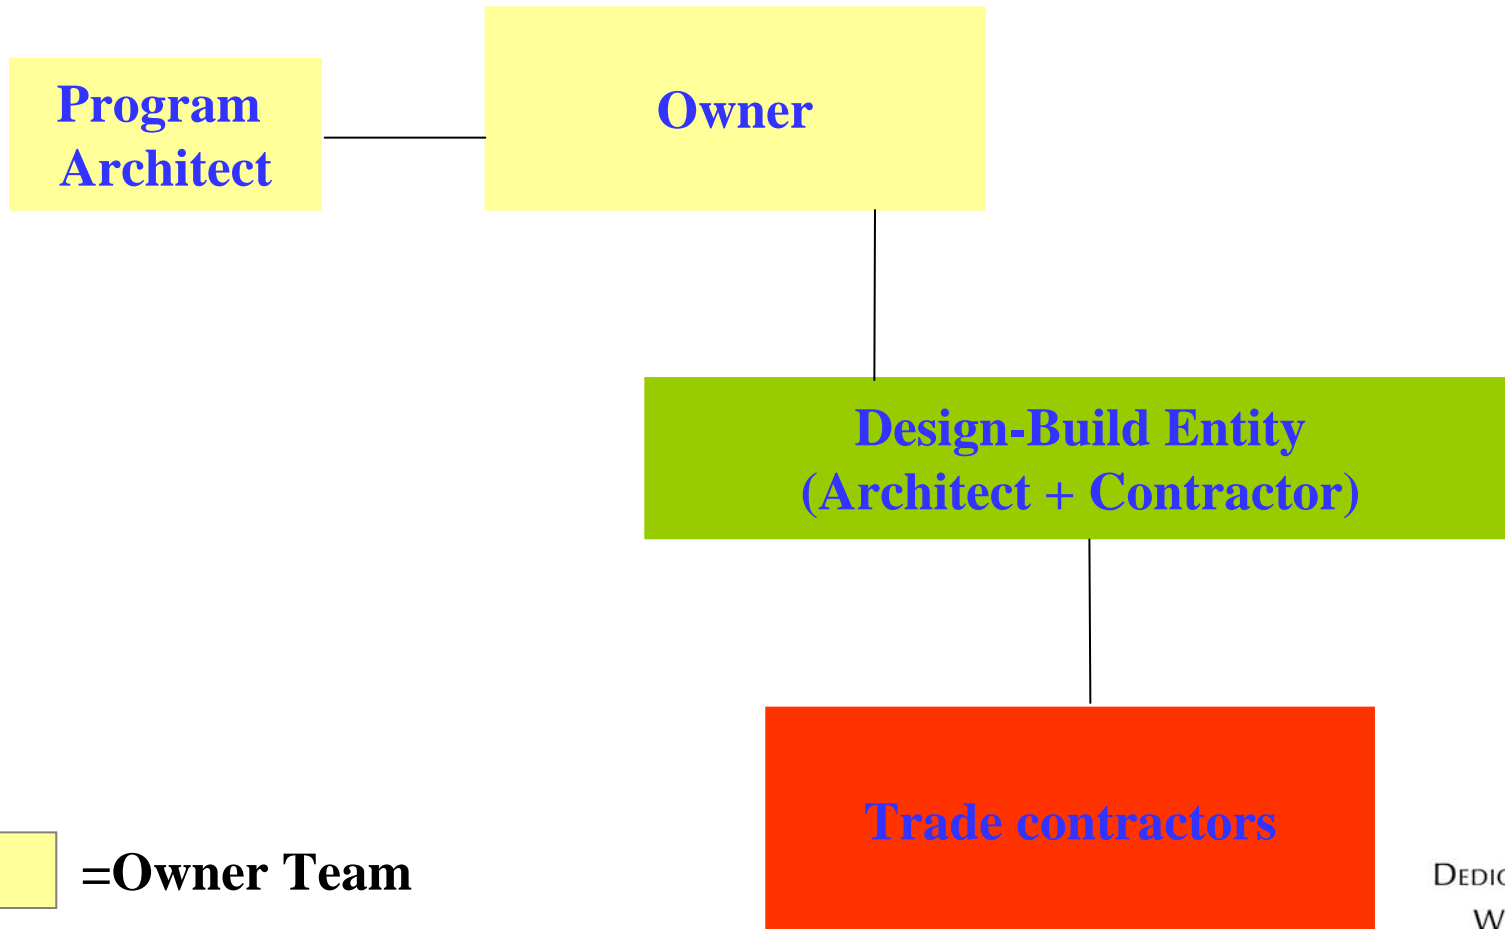 Program
Architect
Owner
Design-Build Entity
(Architect + Contractor)
Trade contractors
=Owner Team